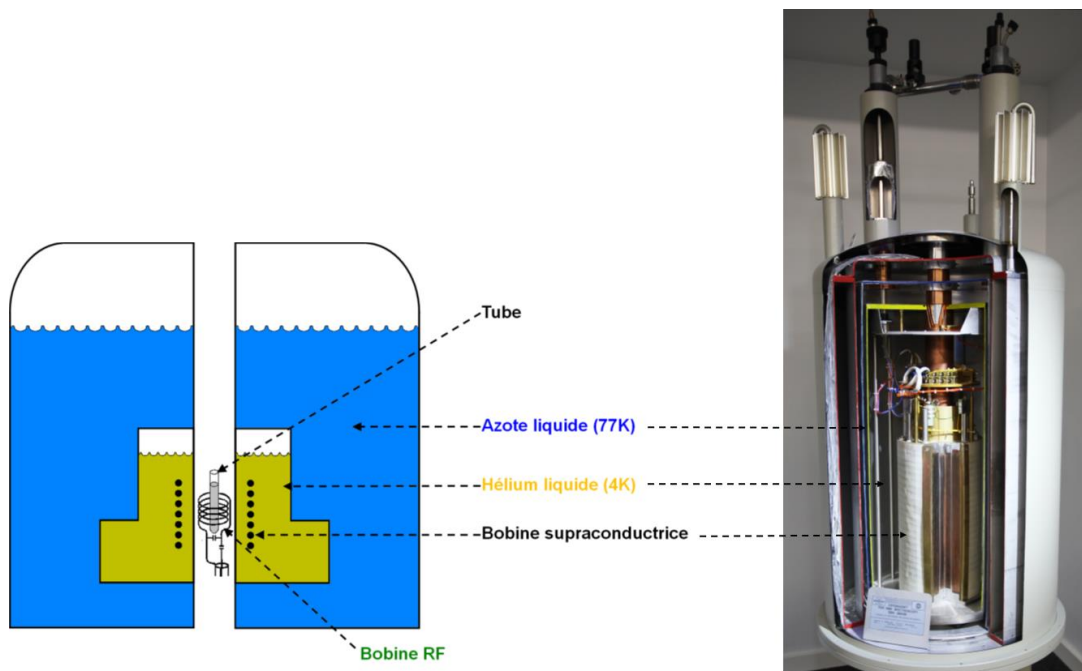 Tube
Azote liquide (77K)
Hélium liquide (4K)
Bobine supraconductrice
Bobine RF